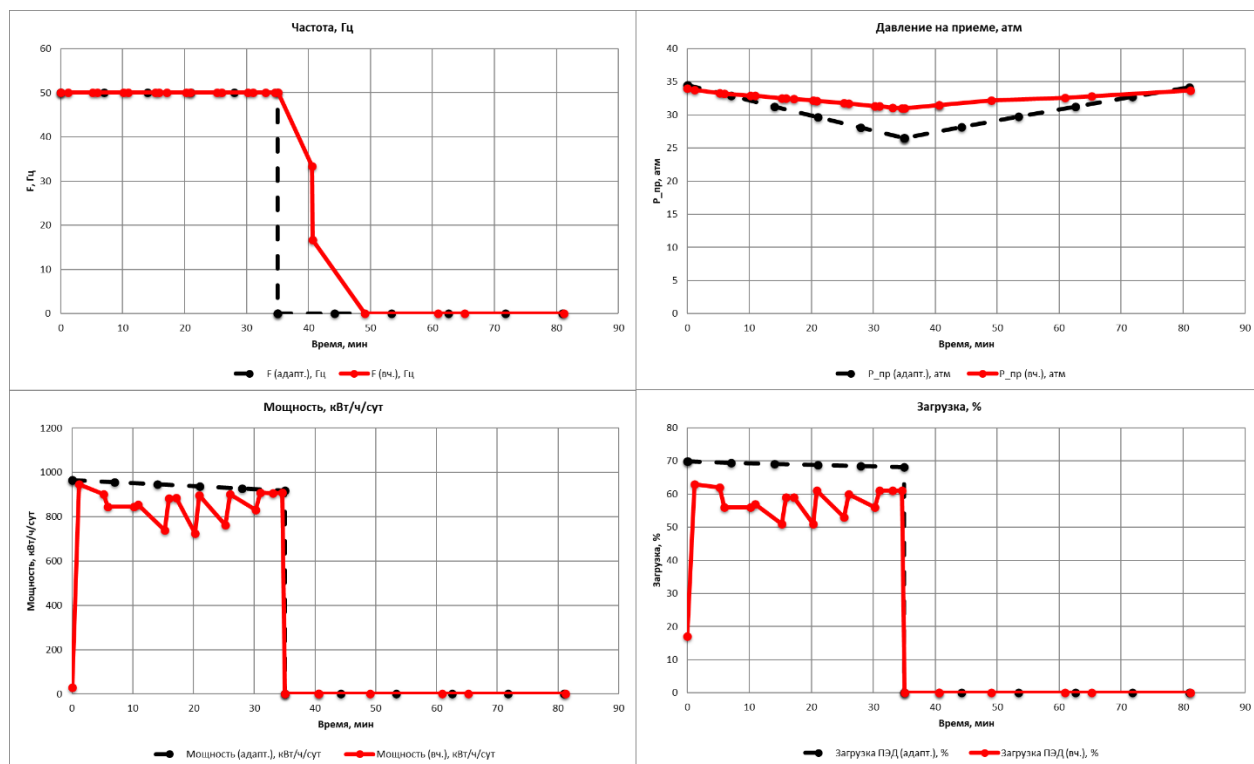 Частота, Гц
60
50
40
30
20
10
0
F, Гц
0 10 20 30 40 50 60 70 80 90
Время, мин
F (адапт.), Гц F (вч.), Гц
Давление на приеме, атм
40
35
30
25
20
15
10
5
0
Р_пр, атм
0 10 20 30 40 50 60 70 80 90
Время, мин
Р_пр (адапт.), атм Р_пр (вч.), атм
Мощность, кВт/ч/сут
1200
1000
800
600
400
200
0
Мощность, кВт/ч/сут
0 10 20 30 40 50 60 70 80 90
Время, мин
Мощность (адапт.), кВт/ч/сут Мощность (вч.), кВт/ч/сут
Загрузка, %
80
70
60
50
40
30
20
10
0
Загрузка, %
0 10 20 30 40 50 60 70 80 90
Время, мин
Загрузка ПЭД (адапт.), % Загрузка ПЭД (вч.), %